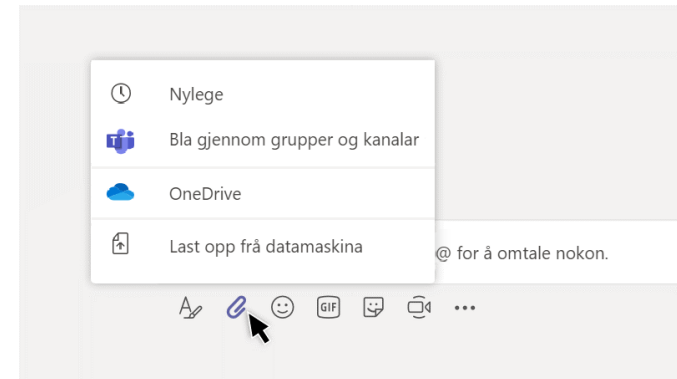 Nylege
Bla gjennom grupper og kanalar
OneDrive
Last opp frå datamaskina
@ for å omtale nokon.
GIF